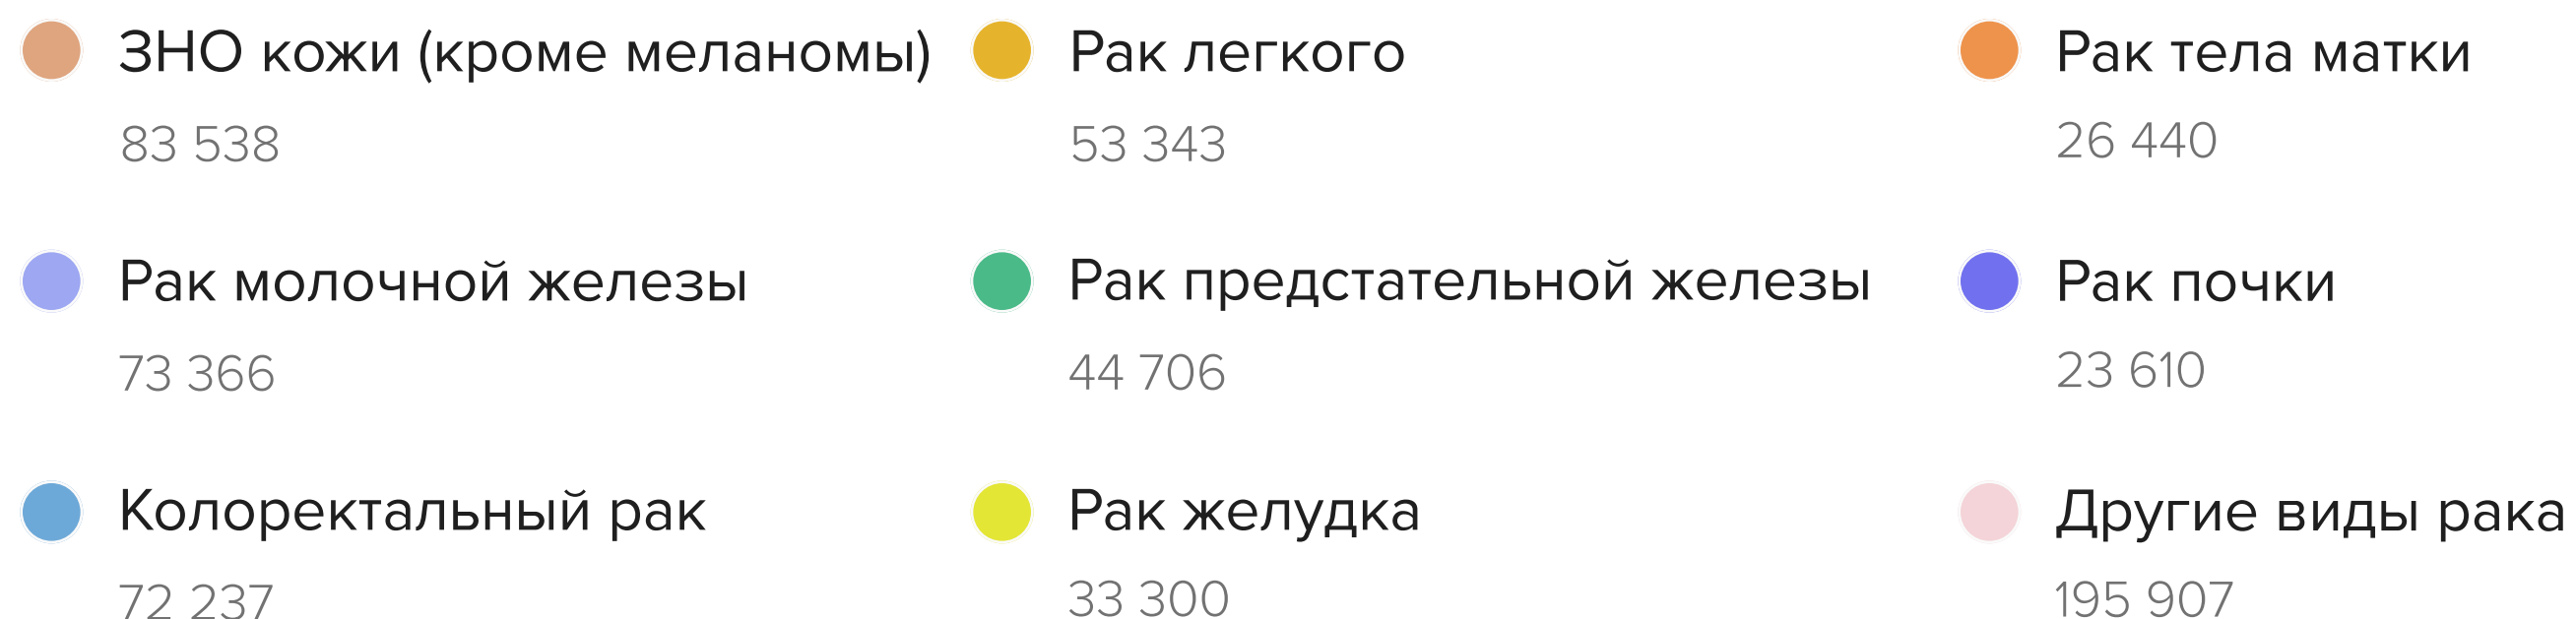 ЗНО кожи (кроме меланомы)
83 538
Рак молочной железы
73 366
Колоректальный рак
72 237
Рак легкого
53 343
Рак предстательной железы
44 706
Рак желудка
33 300
Рак тела матки
26 440
Рак почки
23 610
Другие виды рака
195 907